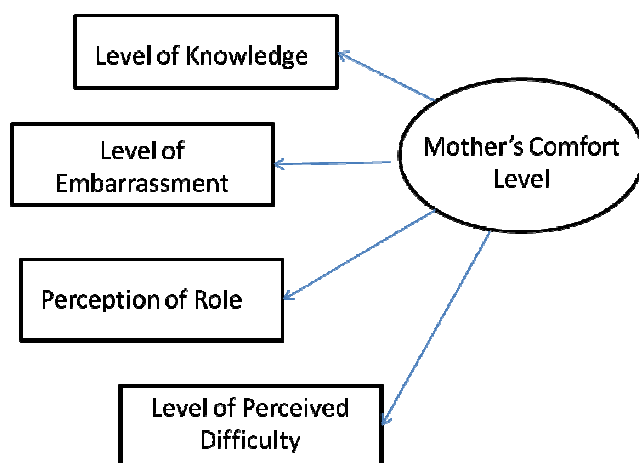 Level of Knowledge
Level of
Embarrassment
Mother's Comfort
Level
Perception of Role
Level of Perceived
Difficulty